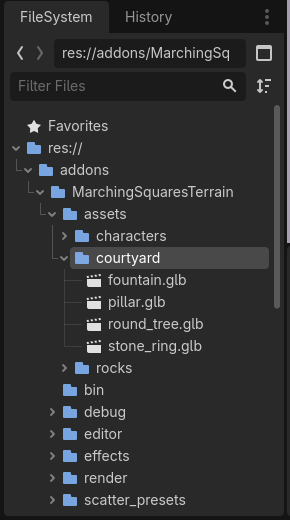 FileSystem History
res://addons/MarchingSq
Filter Files
Favorites
res://
addons
MarchingSquaresTerrain
assets
characters
courtyard
fountain.glb
pillar.glb
round_tree.glb
stone_ring.glb
rocks
bin
debug
editor
effects
render
scatter_presets